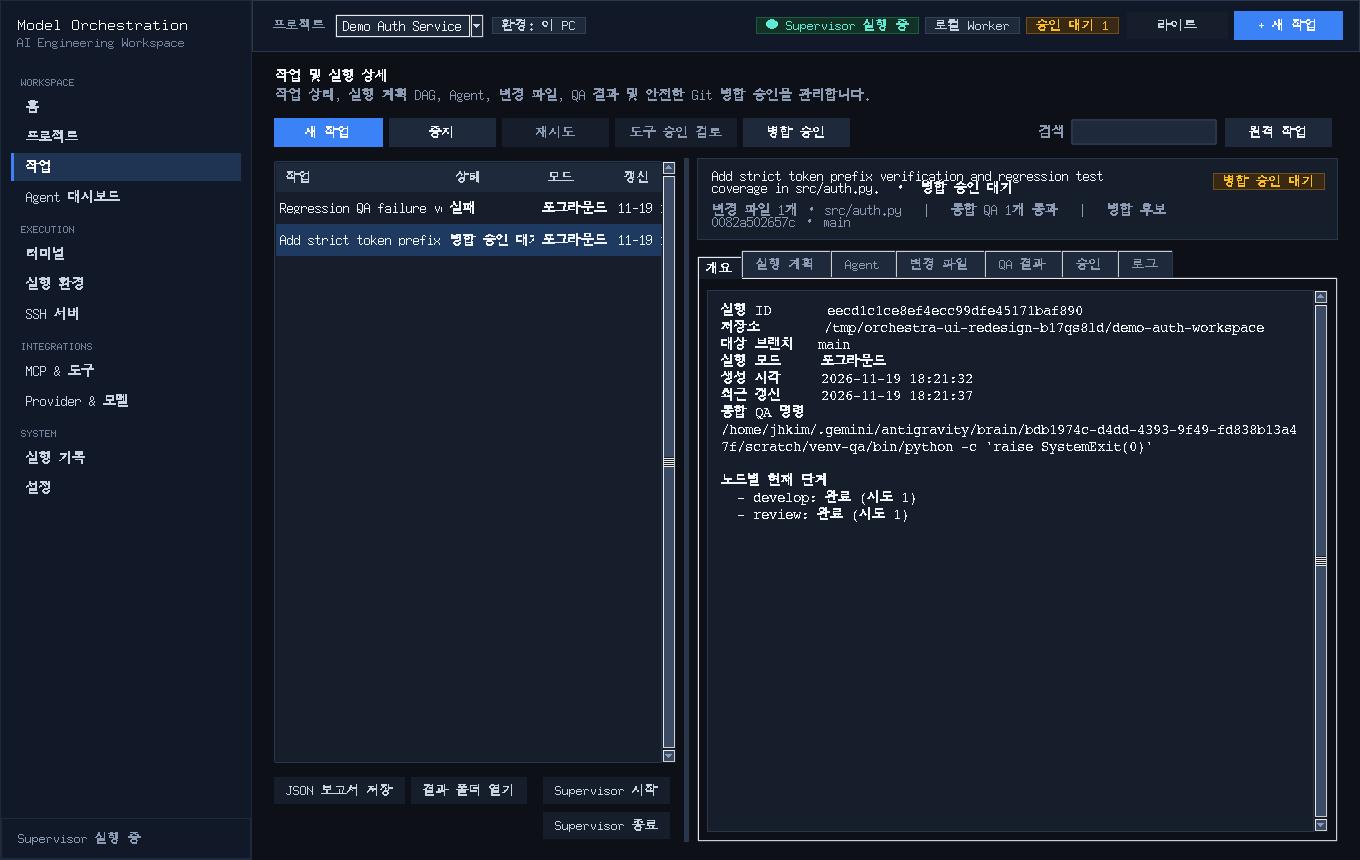 Model Orchestration
AI Engineering Workspace
WORKSPACE
홈
프로젝트
작업
Agent 대시보드
EXECUTION
터미널
실행 환경
SSH 서버
INTEGRATIONS
MCP & 도구
Provider & 모델
SYSTEM
실행 기록
설정
Supervisor 실행 중
프로젝트 Demo Auth Service 환경: 이 PC Supervisor 실행 중 로컬 Worker 승인 대기 1 라이트 + 새 작업
작업 및 실행 상세
작업 상태, 실행 계획 DAG, Agent, 변경 파일, QA 결과 및 안전한 Git 병합 승인을 관리합니다.
새 작업 중지 재시도 도구 승인 검토 병합 승인 검색 원격 작업
작업 상태 모드 갱신
Regression QA failure 실패 포그라운드 11-19
Add strict token prefix 병합 승인 대기 포그라운드 11-19
JSON 보고서 저장 결과 폴더 열기 Supervisor 시작
Supervisor 종료
Add strict token prefix verification and regression test
coverage in src/auth.py. • 병합 승인 대기
병합 승인 대기
변경 파일 1개 • src/auth.py | 통합 QA 1개 통과 | 병합 후보
0082a502657c • main
개요 실행 계획 Agent 변경 파일 QA 결과 승인 로그
실행 ID eecd1c1ce8ef4ecc99dfe45171baf890
저장소 /tmp/orchestra-ui-redesign-b17qs8ld/demo-auth-workspace
대상 브랜치 main
실행 모드 포그라운드
생성 시각 2026-11-19 18:21:32
최근 갱신 2026-11-19 18:21:37
통합 QA 명령
/home/jhkim/.gemini/antigravity/brain/bdb1974c-d4dd-4393-9f49-fd838b13a4
7f/scratch/venv-qa/bin/python -c 'raise SystemExit(0)'
노드별 현재 단계
- develop: 완료 (시도 1)
- review: 완료 (시도 1)